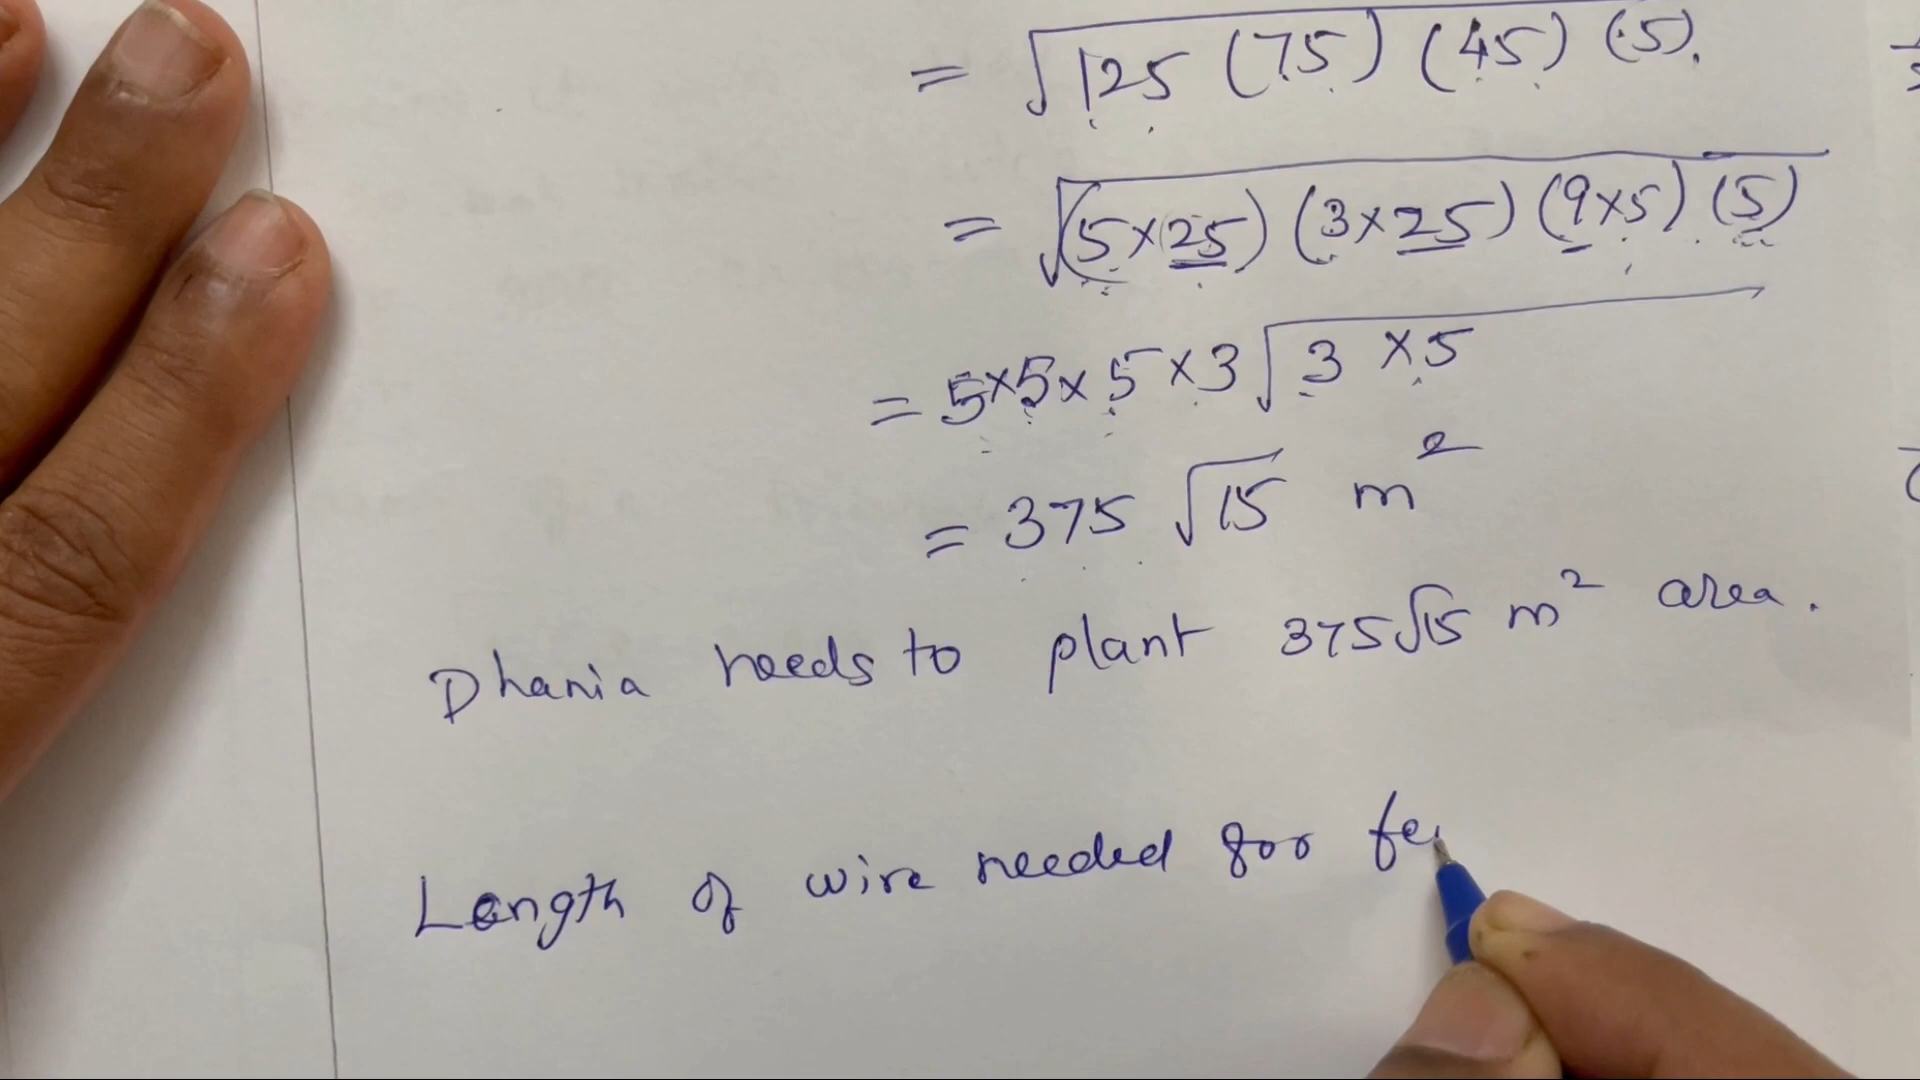 = √125 (75) (45) (5).
= √(5×25) (3×25) (9×5) (5)
= 5×5×5×3√3 ×5
= 375 √15 m²
Dhania needs to plant 375√15 m² area.
Length of wire needed for fe